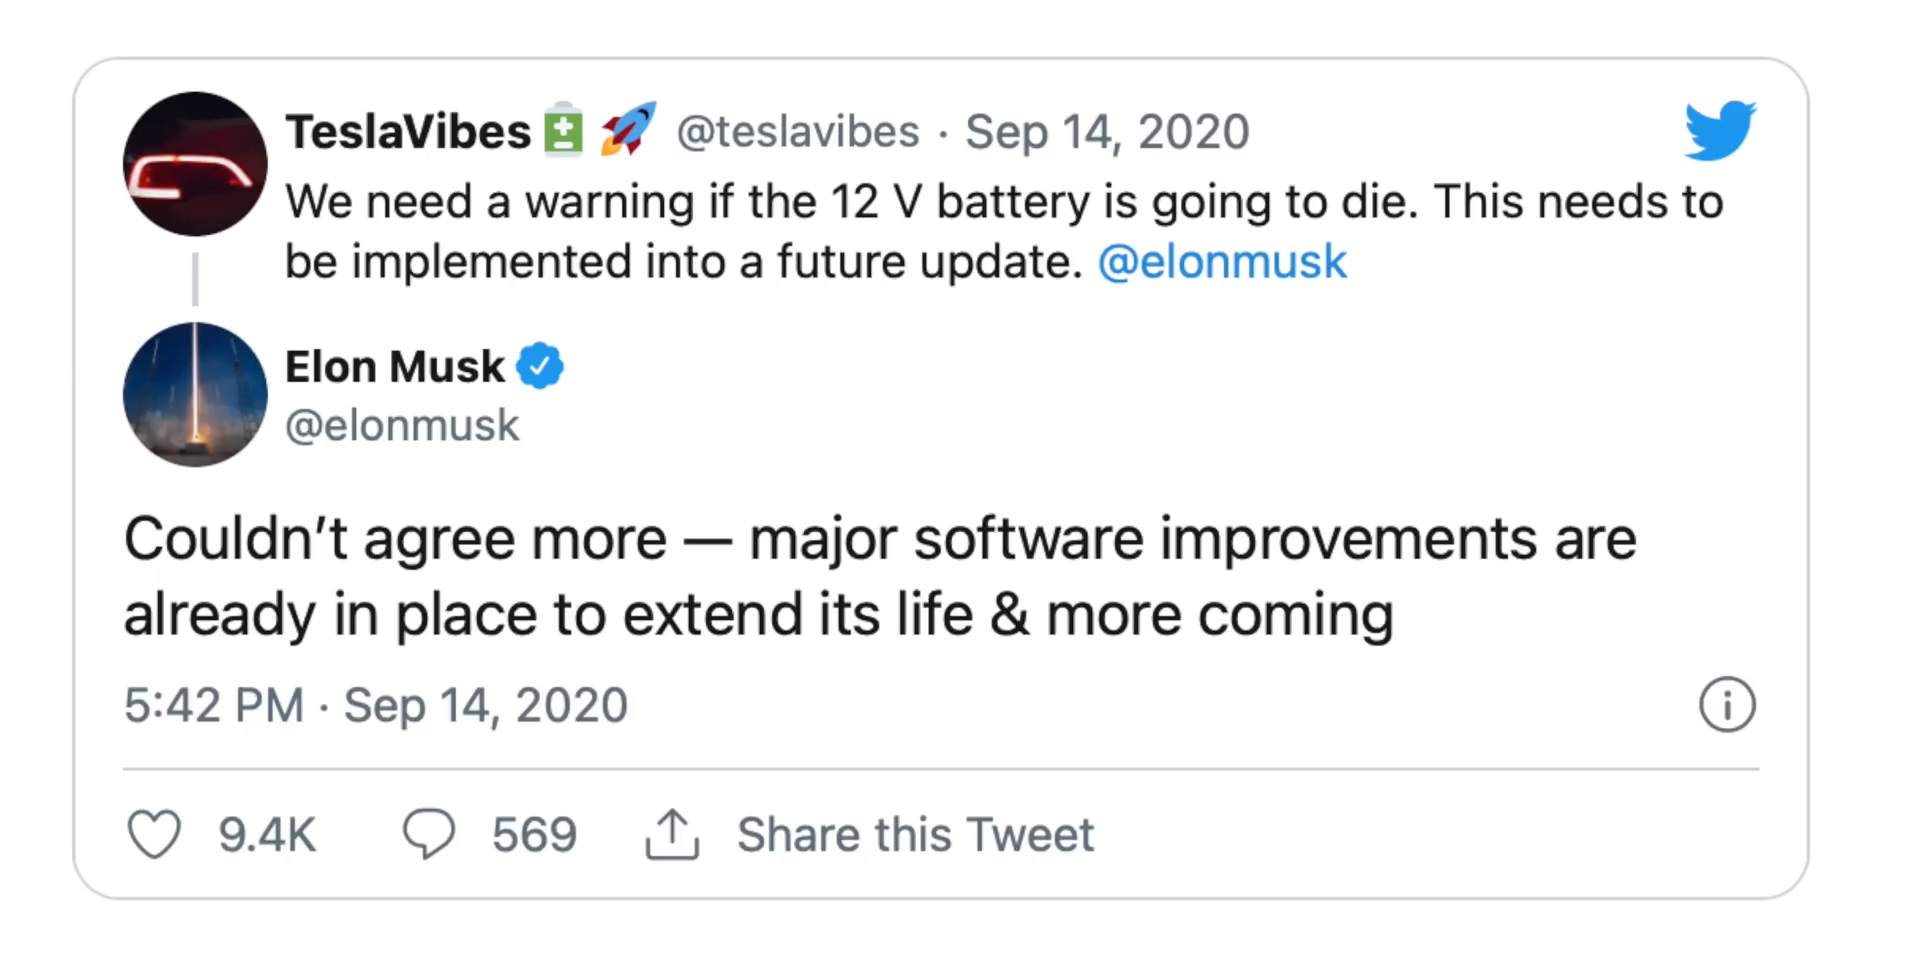 TeslaVibes🔋🚀 @teslavibes · Sep 14, 2020
We need a warning if the 12 V battery is going to die. This needs to
be implemented into a future update. @elonmusk
Elon Musk
@elonmusk
Couldn’t agree more — major software improvements are
already in place to extend its life & more coming
5:42 PM · Sep 14, 2020
9.4K 569 Share this Tweet